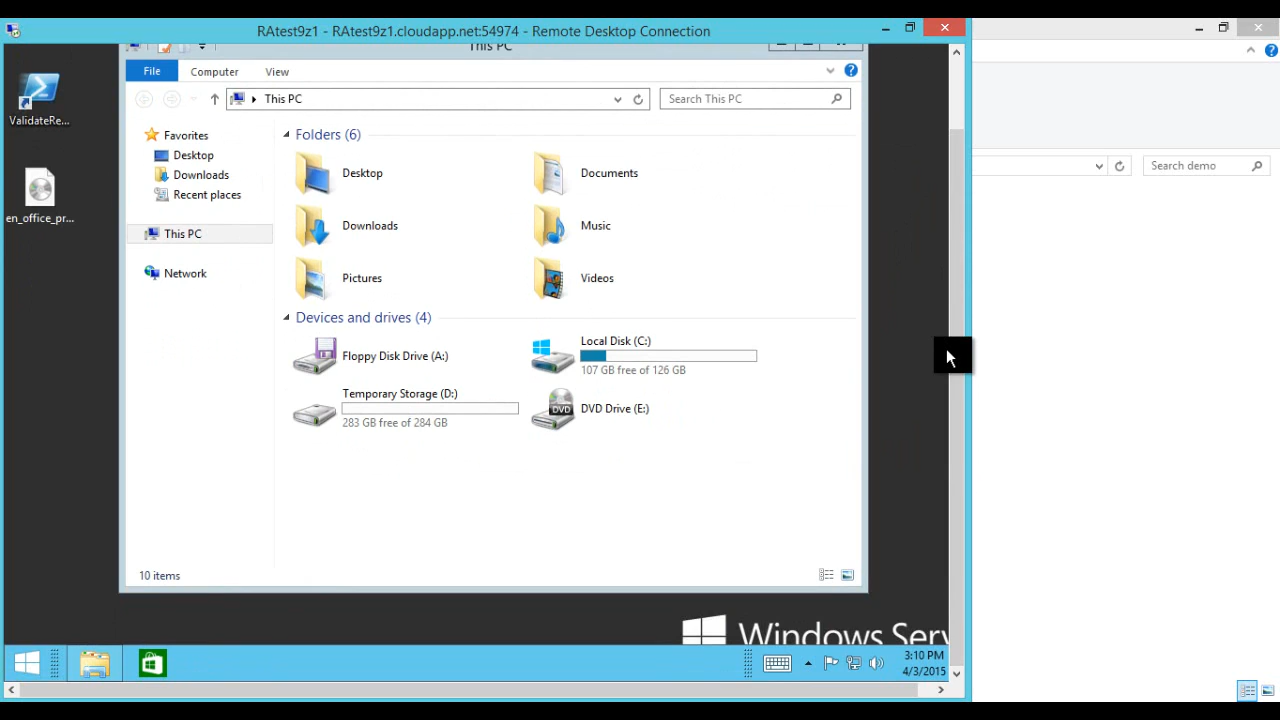 RAtest9z1 - RAtest9z1.cloudapp.net:54974 - Remote Desktop Connection
This PC
File Computer View
This PC
Search This PC
Search demo
ValidateRe...
en_office_pr...
Favorites
Desktop
Downloads
Recent places
This PC
Network
Folders (6)
Desktop
Documents
Downloads
Music
Pictures
Videos
Devices and drives (4)
Floppy Disk Drive (A:)
Local Disk (C:)
107 GB free of 126 GB
Temporary Storage (D:)
283 GB free of 284 GB
DVD
DVD Drive (E:)
10 items
Windows Serv
3:10 PM
4/3/2015